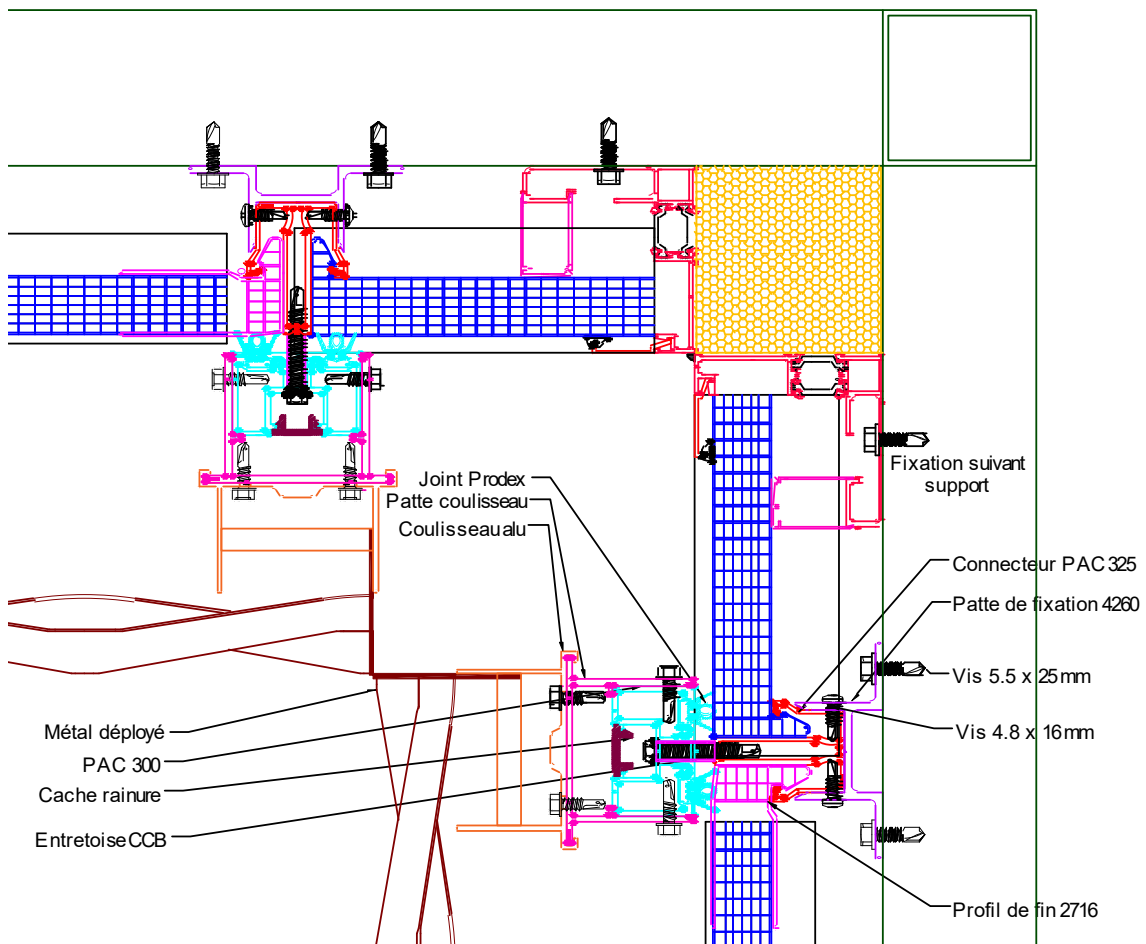 Joint Prodex
Patte coulisseau
Coulisseau alu
Fixation suivant
support
Connecteur PAC 325
Patte de fixation 4260
Vis 5.5 x 25 mm
Vis 4.8 x 16 mm
Métal déployé
PAC 300
Cache rainure
Entretoise CCB
Profil de fin 2716